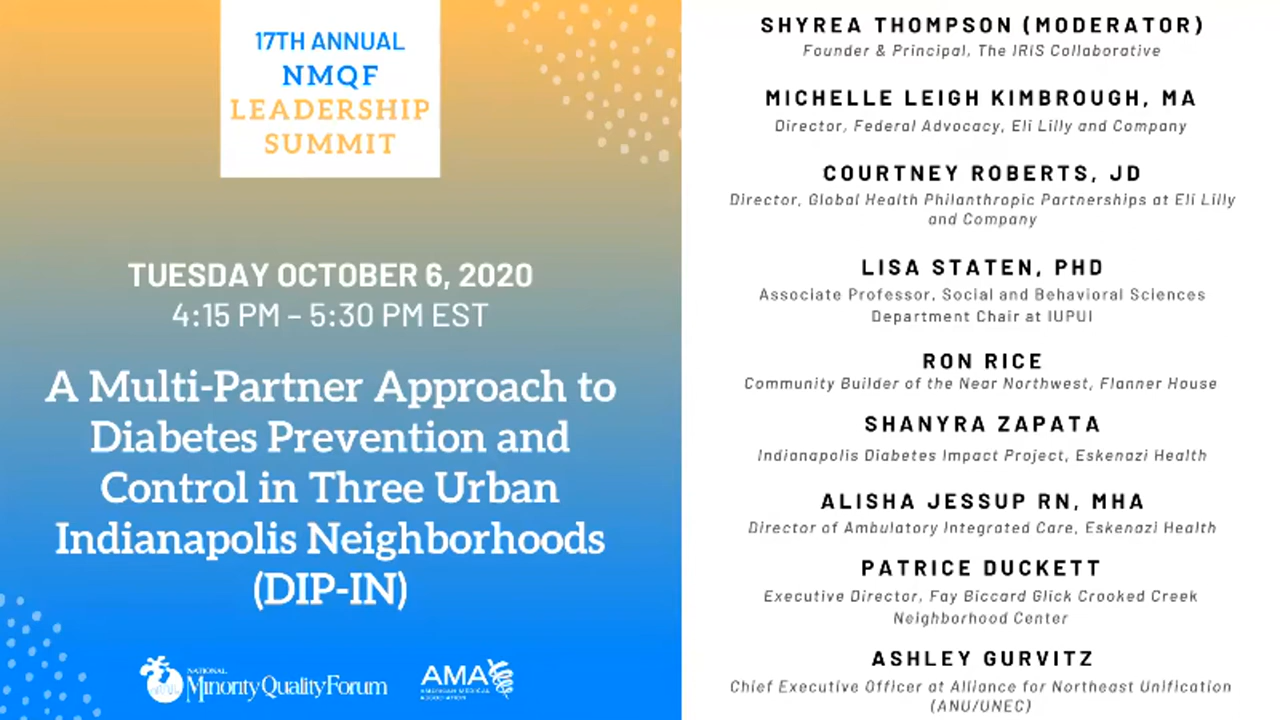 17TH ANNUAL
NMQF
LEADERSHIP
SUMMIT
TUESDAY OCTOBER 6, 2020
4:15 PM – 5:30 PM EST
A Multi-Partner Approach to
Diabetes Prevention and
Control in Three Urban
Indianapolis Neighborhoods
(DIP-IN)
NATIONAL
Minority Quality Forum
AMA
AMERICAN MEDICAL
ASSOCIATION
SHYREA THOMPSON (MODERATOR)
Founder & Principal, The IRIS Collaborative
MICHELLE LEIGH KIMBROUGH, MA
Director, Federal Advocacy, Eli Lilly and Company
COURTNEY ROBERTS, JD
Director, Global Health Philanthropic Partnerships at Eli Lilly
and Company
LISA STATEN, PHD
Associate Professor, Social and Behavioral Sciences
Department Chair at IUPUI
RON RICE
Community Builder of the Near Northwest, Flanner House
SHANYRA ZAPATA
Indianapolis Diabetes Impact Project, Eskenazi Health
ALISHA JESSUP RN, MHA
Director of Ambulatory Integrated Care, Eskenazi Health
PATRICE DUCKETT
Executive Director, Fay Biccard Glick Crooked Creek
Neighborhood Center
ASHLEY GURVITZ
Chief Executive Officer at Alliance for Northeast Unification
(ANU/UNEC)